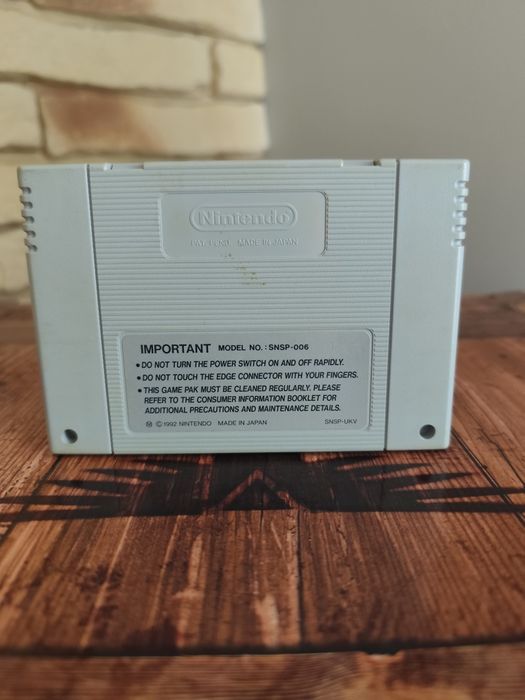 Nintendo
PAT. PEND. MADE IN JAPAN
IMPORTANT MODEL NO. : SNSP-006
• DO NOT TURN THE POWER SWITCH ON AND OFF RAPIDLY.
• DO NOT TOUCH THE EDGE CONNECTOR WITH YOUR FINGERS.
• THIS GAME PAK MUST BE CLEANED REGULARLY. PLEASE
REFER TO THE CONSUMER INFORMATION BOOKLET FOR
ADDITIONAL PRECAUTIONS AND MAINTENANCE DETAILS.
Ⓜ ©1992 NINTENDO MADE IN JAPAN SNSP-UKV